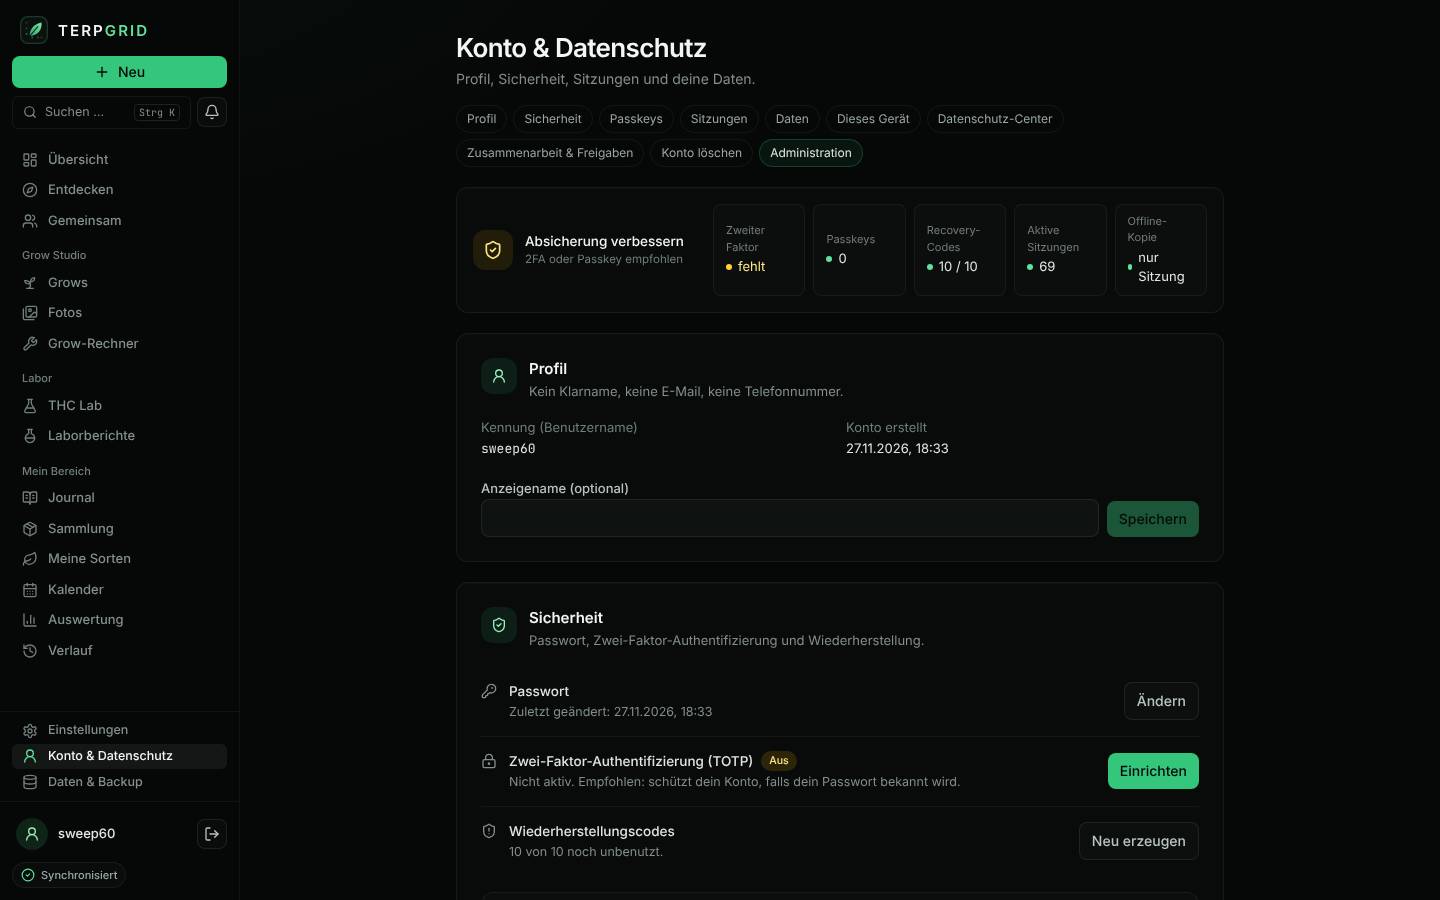 TERPGRID
Neu
Suchen ... Strg K
Übersicht
Entdecken
Gemeinsam
Grow Studio
Grows
Fotos
Grow-Rechner
Labor
THC Lab
Laborberichte
Mein Bereich
Journal
Sammlung
Meine Sorten
Kalender
Auswertung
Verlauf
Einstellungen
Konto & Datenschutz
Daten & Backup
sweep60
Synchronisiert
Konto & Datenschutz
Profil, Sicherheit, Sitzungen und deine Daten.
Profil Sicherheit Passkeys Sitzungen Daten Dieses Gerät Datenschutz-Center
Zusammenarbeit & Freigaben Konto löschen Administration
Absicherung verbessern
2FA oder Passkey empfohlen
Zweiter
Faktor
fehlt
Passkeys
0
Recovery-
Codes
10 / 10
Aktive
Sitzungen
69
Offline-
Kopie
nur
Sitzung
Profil
Kein Klarname, keine E-Mail, keine Telefonnummer.
Kennung (Benutzername)
sweep60
Konto erstellt
27.11.2026, 18:33
Anzeigename (optional)
Speichern
Sicherheit
Passwort, Zwei-Faktor-Authentifizierung und Wiederherstellung.
Passwort
Zuletzt geändert: 27.11.2026, 18:33
Ändern
Zwei-Faktor-Authentifizierung (TOTP) Aus
Nicht aktiv. Empfohlen: schützt dein Konto, falls dein Passwort bekannt wird.
Einrichten
Wiederherstellungscodes
10 von 10 noch unbenutzt.
Neu erzeugen